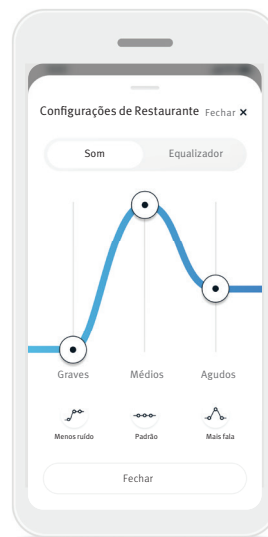 Configurações de Restaurante Fechar ×
Som Equalizador
Graves Médios Agudos
Menos ruído Padrão Mais fala
Fechar